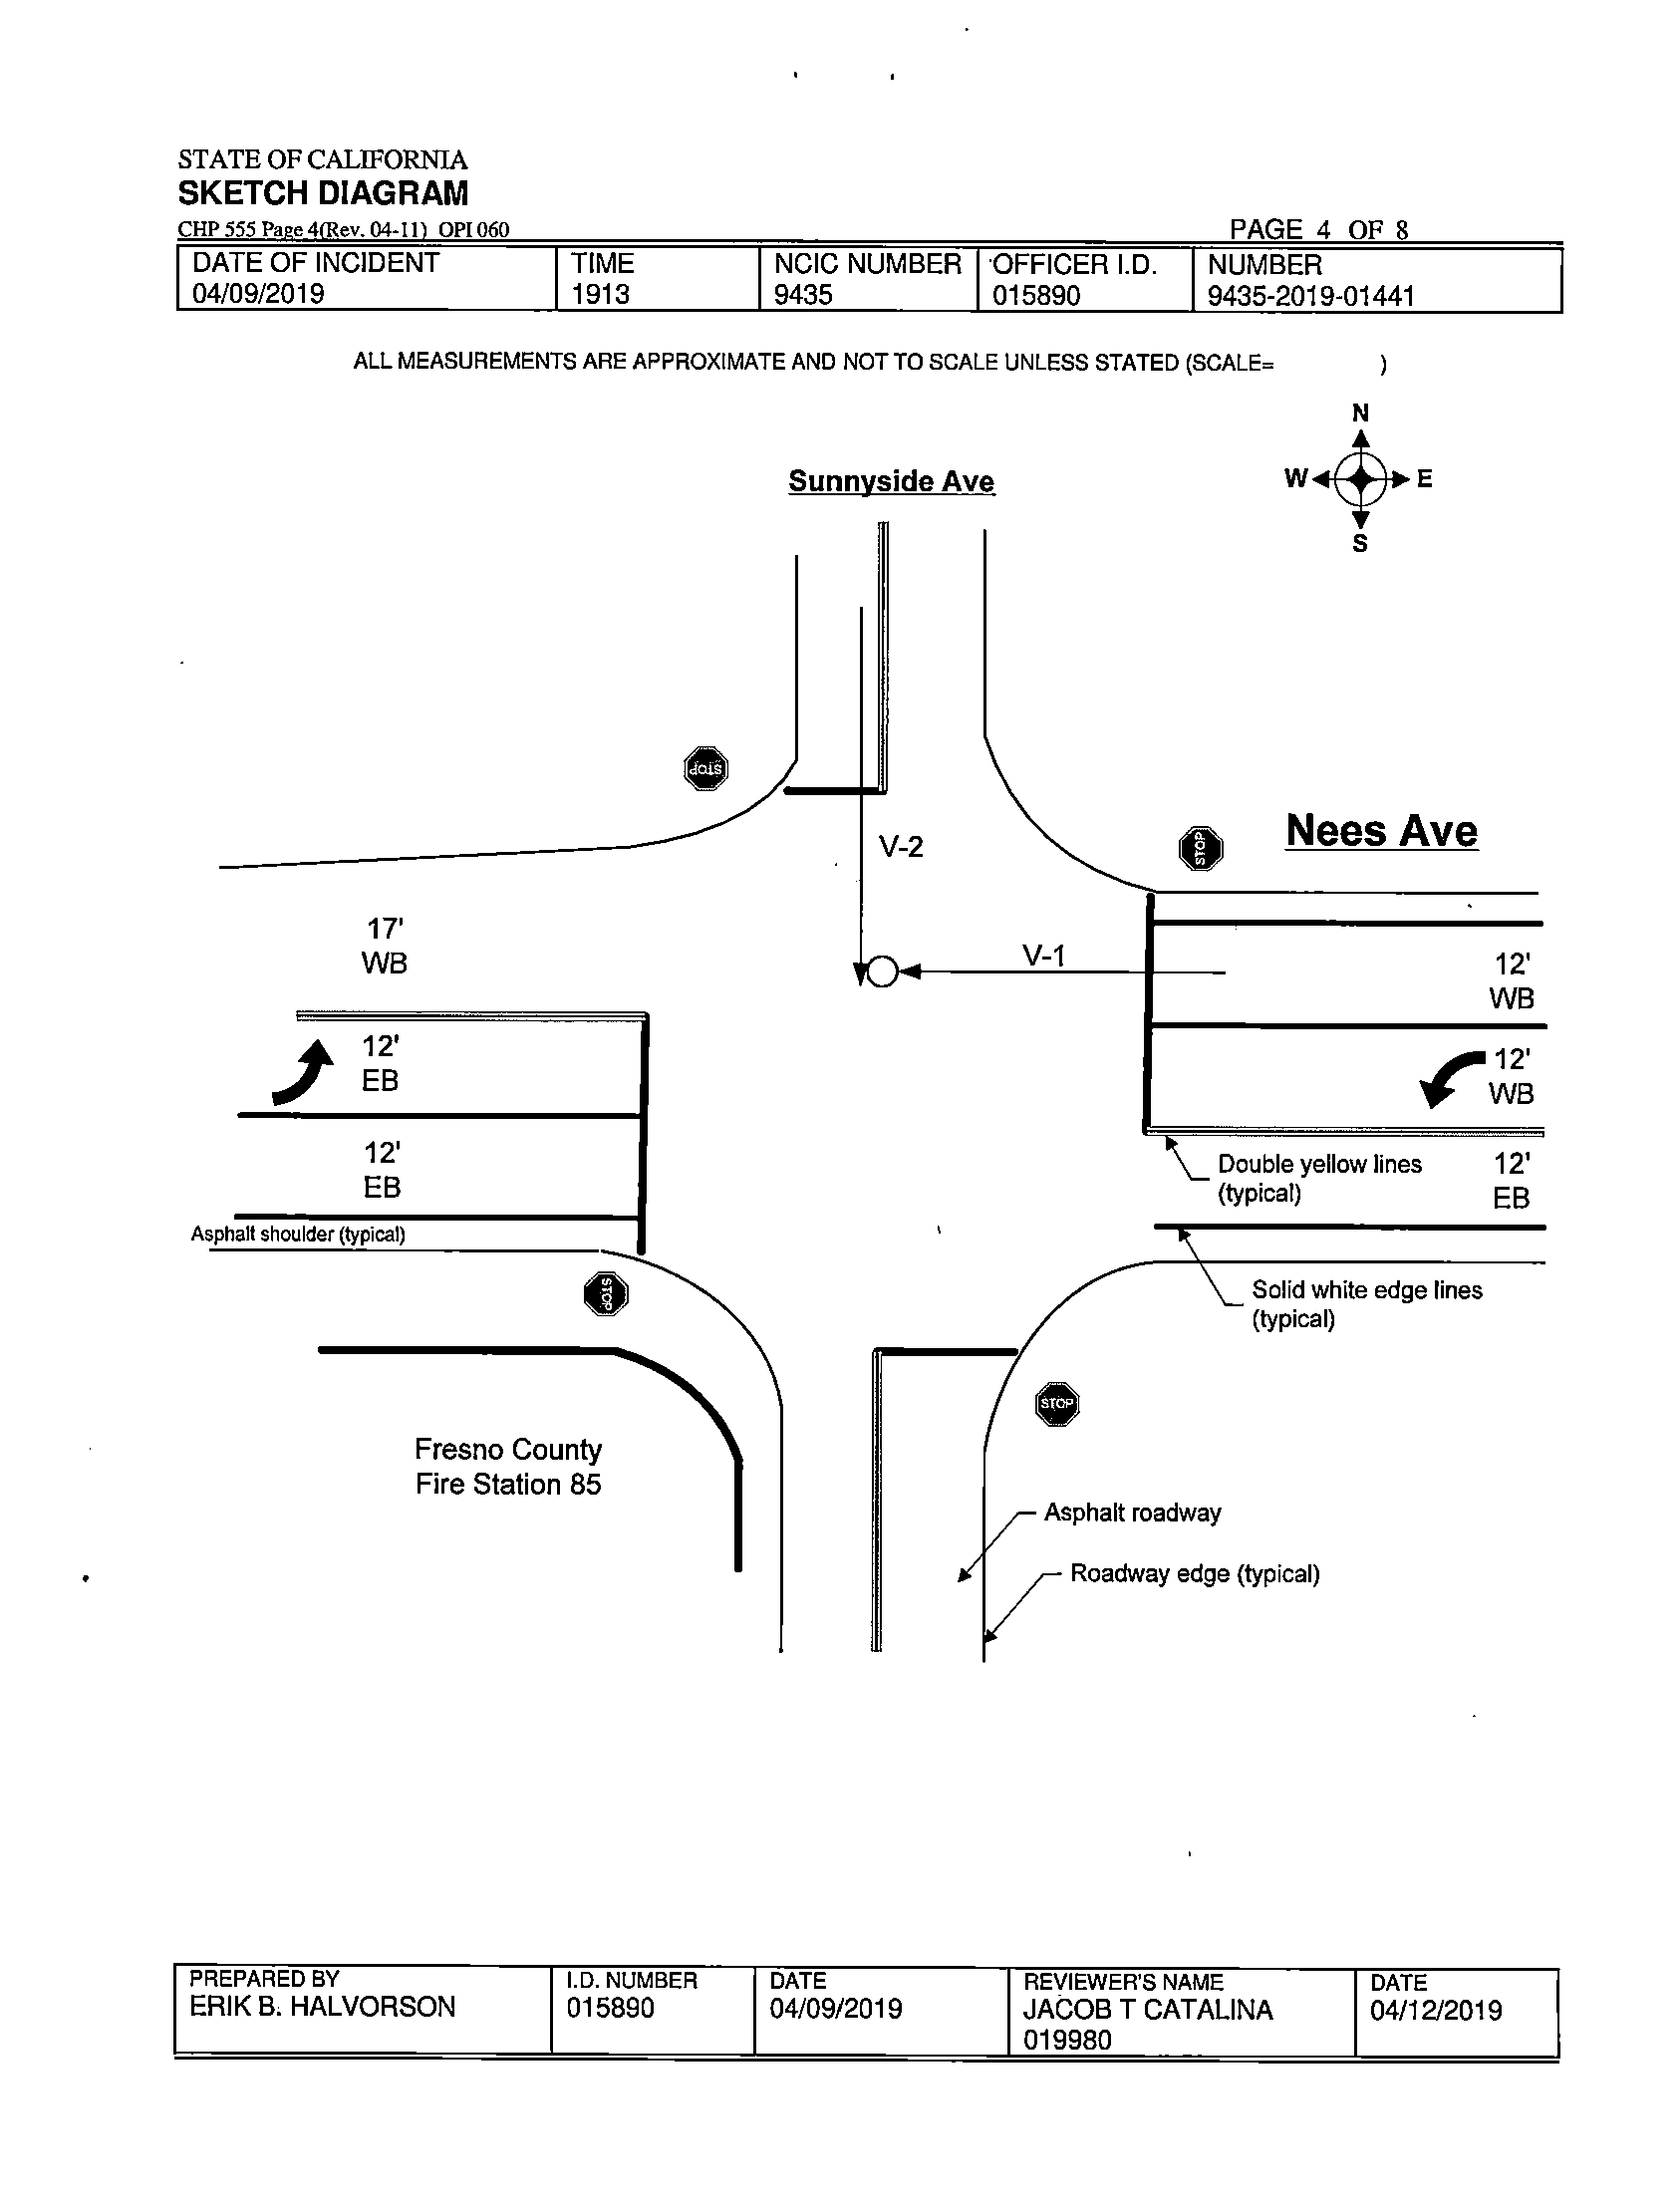 STATE OF CALIFORNIA
SKETCH DIAGRAM
CHP 555 Page 4(Rev. 04-11) OPI 060
PAGE 4 OF 8
DATE OF INCIDENT TIME NCIC NUMBER OFFICER I.D. NUMBER
04/09/2019 1913 9435 015890 9435-2019-01441
ALL MEASUREMENTS ARE APPROXIMATE AND NOT TO SCALE UNLESS STATED (SCALE= )
N
W E
S
Sunnyside Ave
STOP
V-2
STOP
Nees Ave
17'
WB
V-1
12'
WB
12'
EB
12'
WB
12'
EB
Double yellow lines
(typical)
12'
EB
Asphalt shoulder (typical)
STOP
Solid white edge lines
(typical)
STOP
Fresno County
Fire Station 85
Asphalt roadway
Roadway edge (typical)
PREPARED BY I.D. NUMBER DATE REVIEWER'S NAME DATE
ERIK B. HALVORSON 015890 04/09/2019 JACOB T CATALINA 04/12/2019
019980